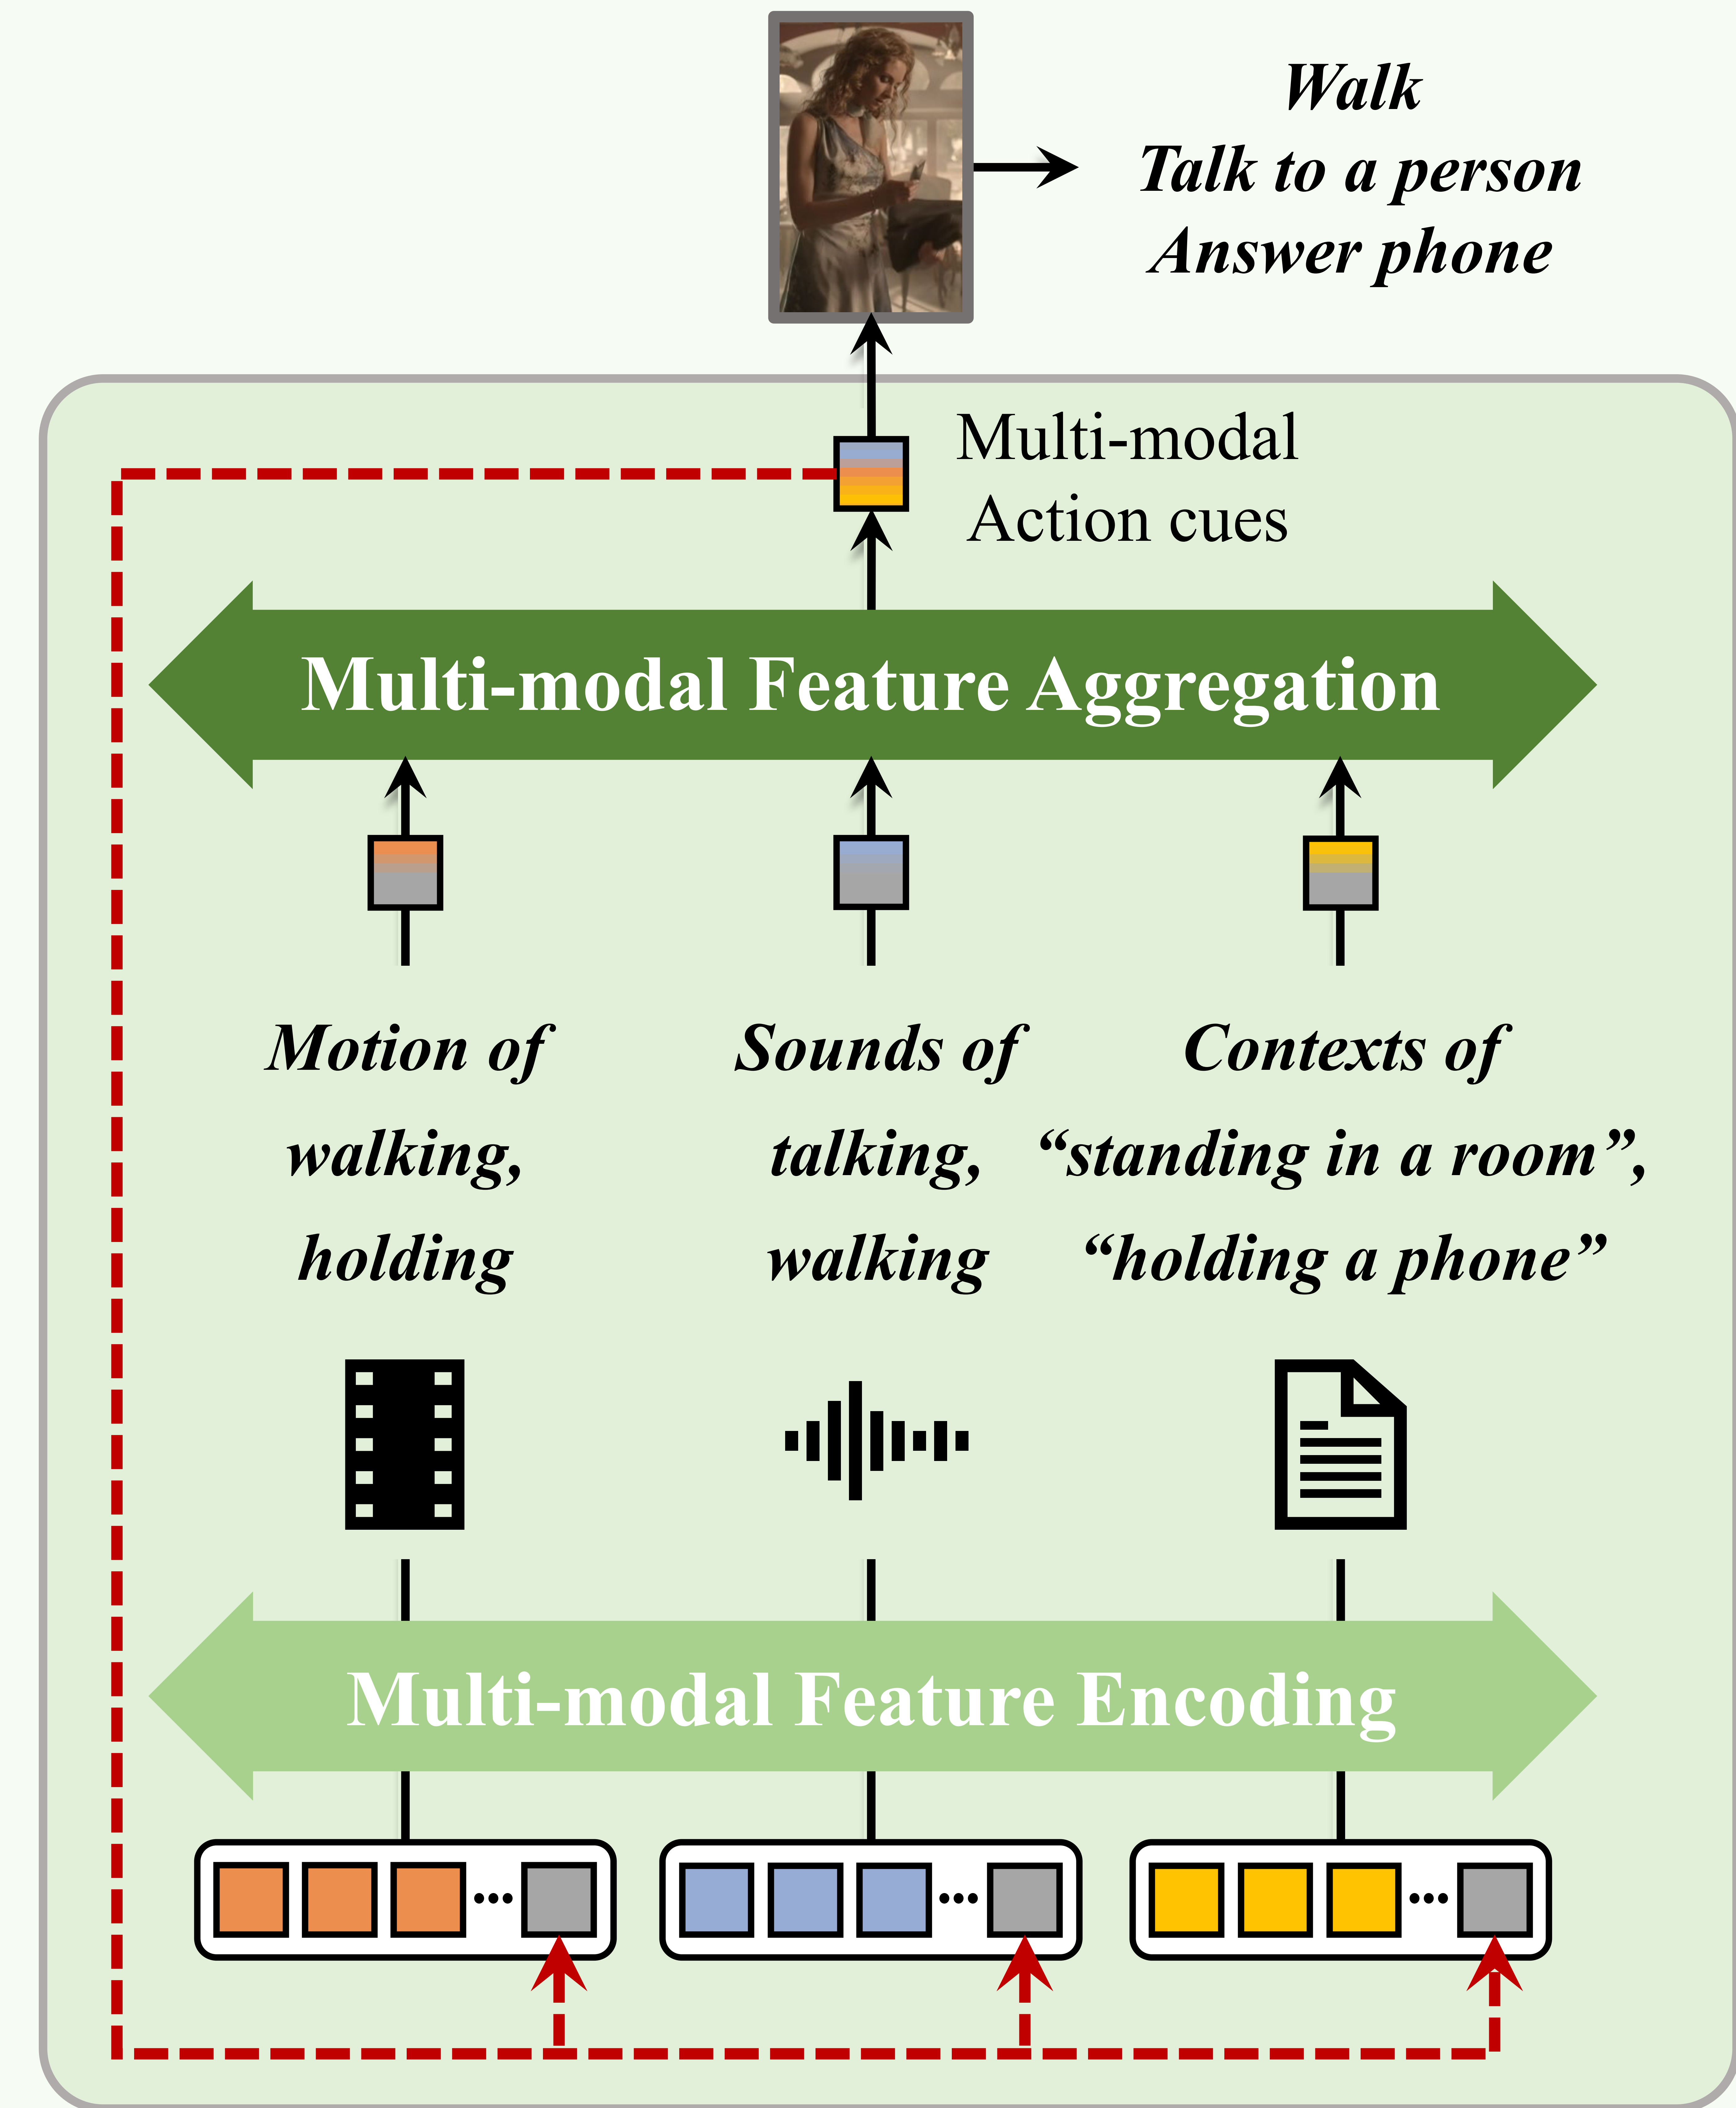 Walk
Talk to a person
Answer phone
Multi-modal
Action cues
Multi-modal Feature Aggregation
Motion of
walking,
holding
Sounds of
talking,
walking
Contexts of
“standing in a room”,
“holding a phone”
Multi-modal Feature Encoding